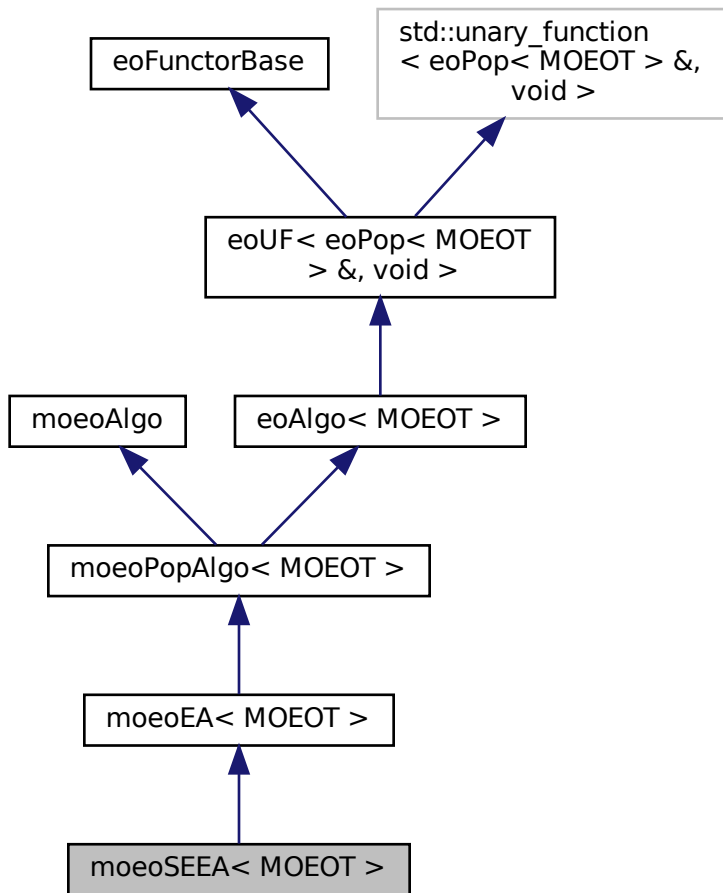 eoFunctorBase
std::unary_function
< eoPop< MOEOT > &,
void >
eoUF< eoPop< MOEOT
> &, void >
moeoAlgo
eoAlgo< MOEOT >
moeoPopAlgo< MOEOT >
moeoEA< MOEOT >
moeoSEEA< MOEOT >